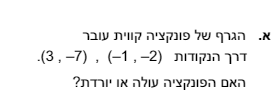 א. הגרף של פונקציה קווית עובר
דרך הנקודות (-1 , -2) , (3 , -7).
האם הפונקציה עולה או יורדת?